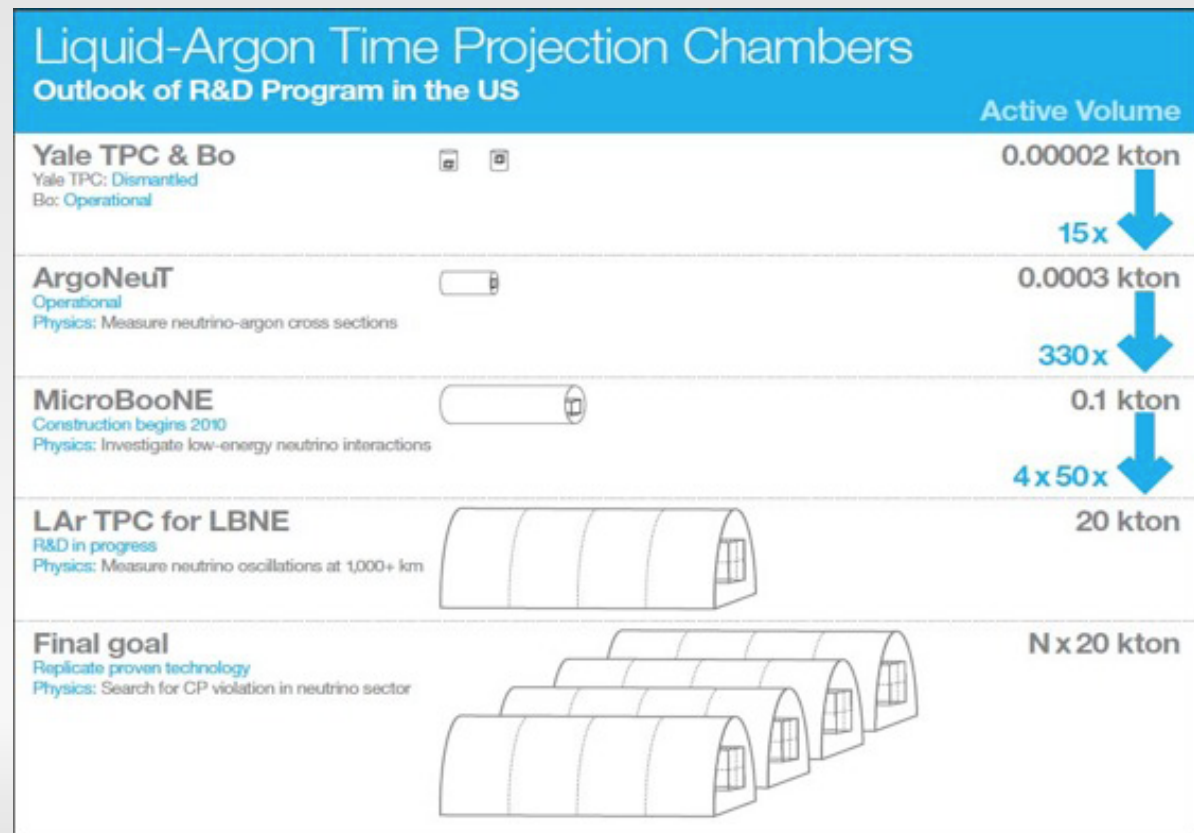 Liquid-Argon Time Projection Chambers
Outlook of R&D Program in the US
Active Volume
Yale TPC & Bo
0.00002 kton
Yale TPC: Dismantled
Bo: Operational
15x
ArgoNeuT
0.0003 kton
Operational
Physics: Measure neutrino-argon cross sections
330x
MicroBooNE
0.1 kton
Construction begins 2010
Physics: Investigate low-energy neutrino interactions
4 x 50x
LAr TPC for LBNE
20 kton
R&D in progress
Physics: Measure neutrino oscillations at 1,000+ km
Final goal
N x 20 kton
Replicate proven technology
Physics: Search for CP violation in neutrino sector